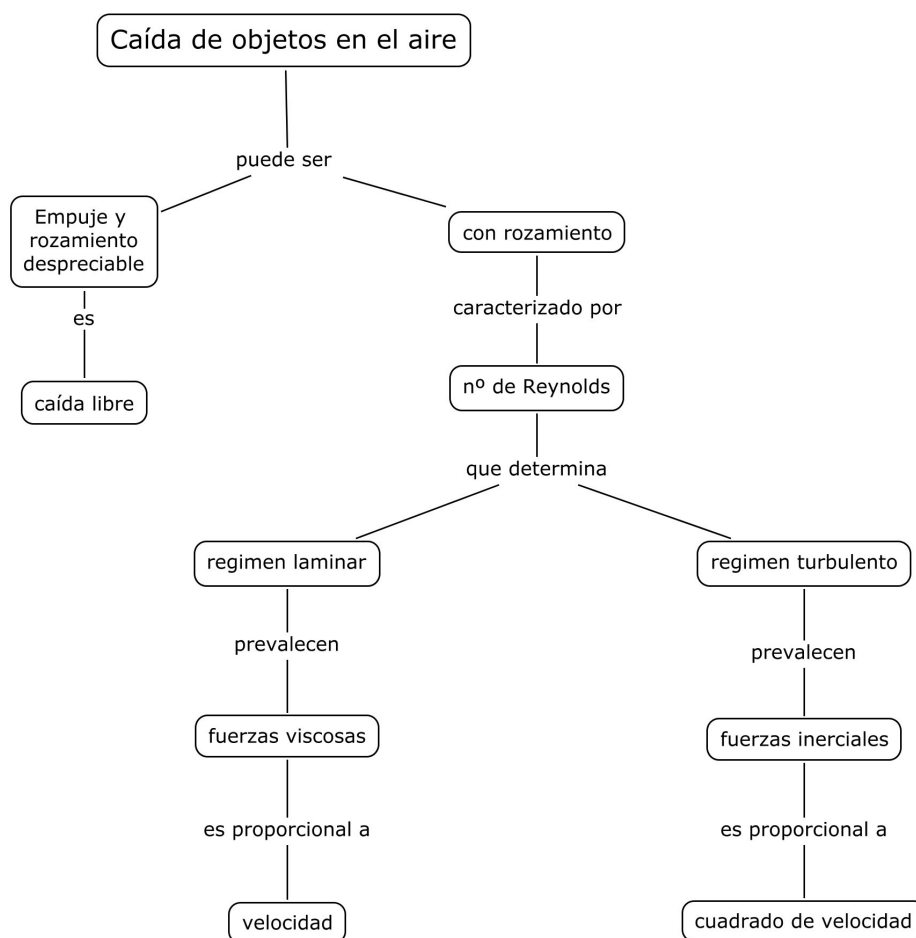 Caída de objetos en el aire
puede ser
Empuje y
rozamiento
despreciable
es
caída libre
con rozamiento
caracterizado por
nº de Reynolds
que determina
regimen laminar
prevalecen
fuerzas viscosas
es proporcional a
velocidad
regimen turbulento
prevalecen
fuerzas inerciales
es proporcional a
cuadrado de velocidad